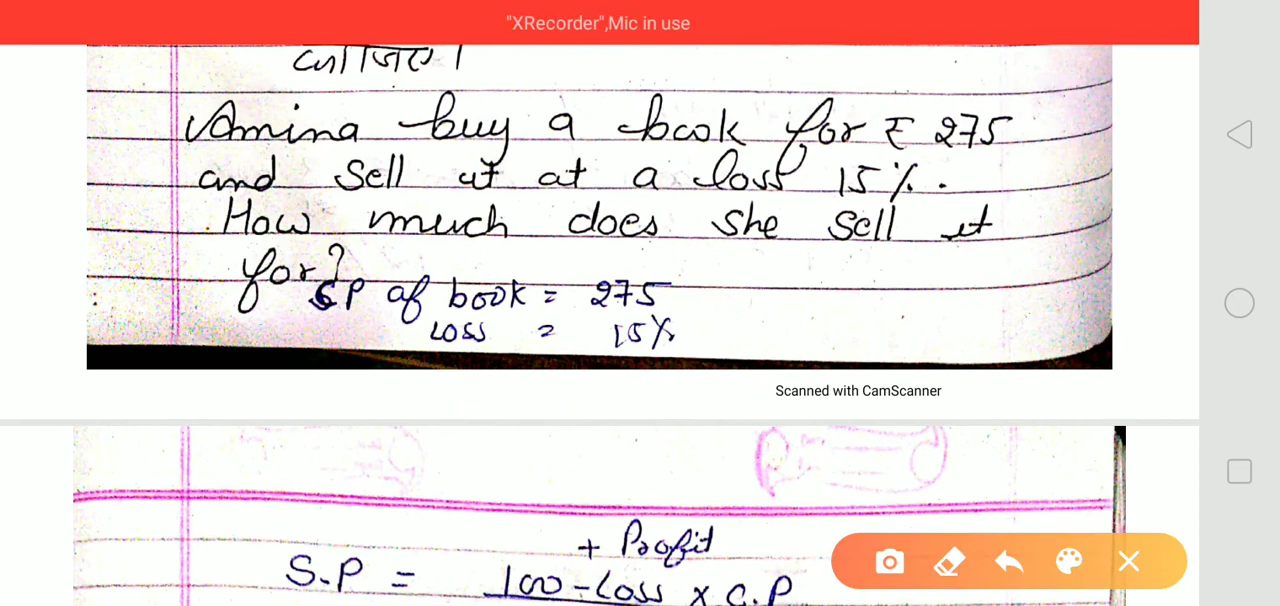 "XRecorder",Mic in use
कीजिए।
Amina buy a book for ₹ 275
and sell it at a loss 15%.
How much does she sell it
for?
SP of book = 275
Loss = 15%
Scanned with CamScanner
+ Profit
S.P = 100 - Loss x C.P